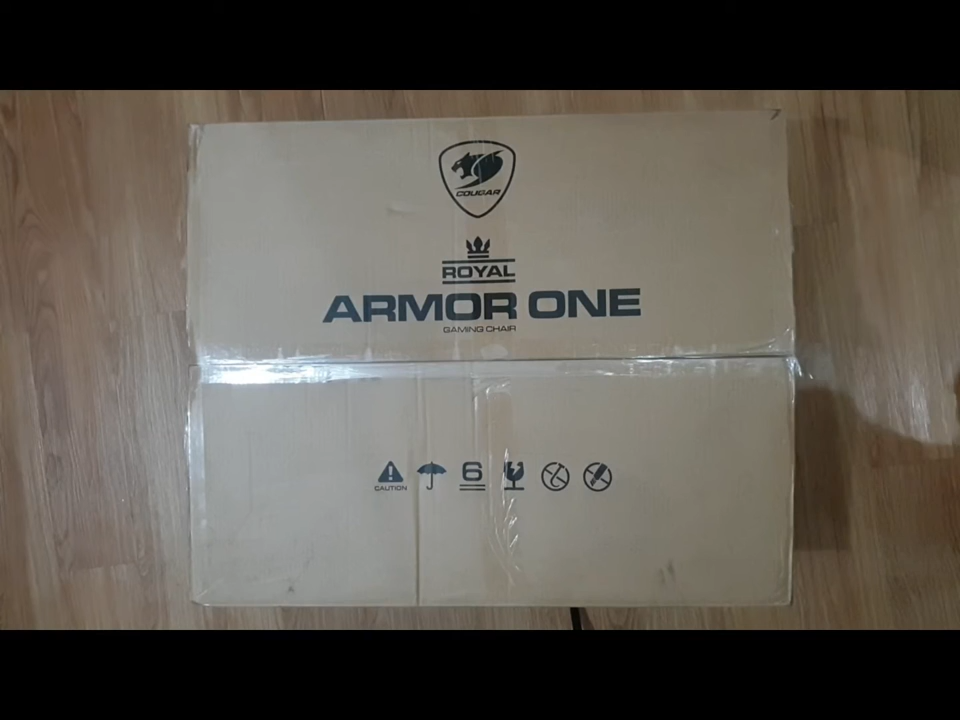 COUGAR
ROYAL
ARMOR ONE
GAMING CHAIR
6
CAUTION